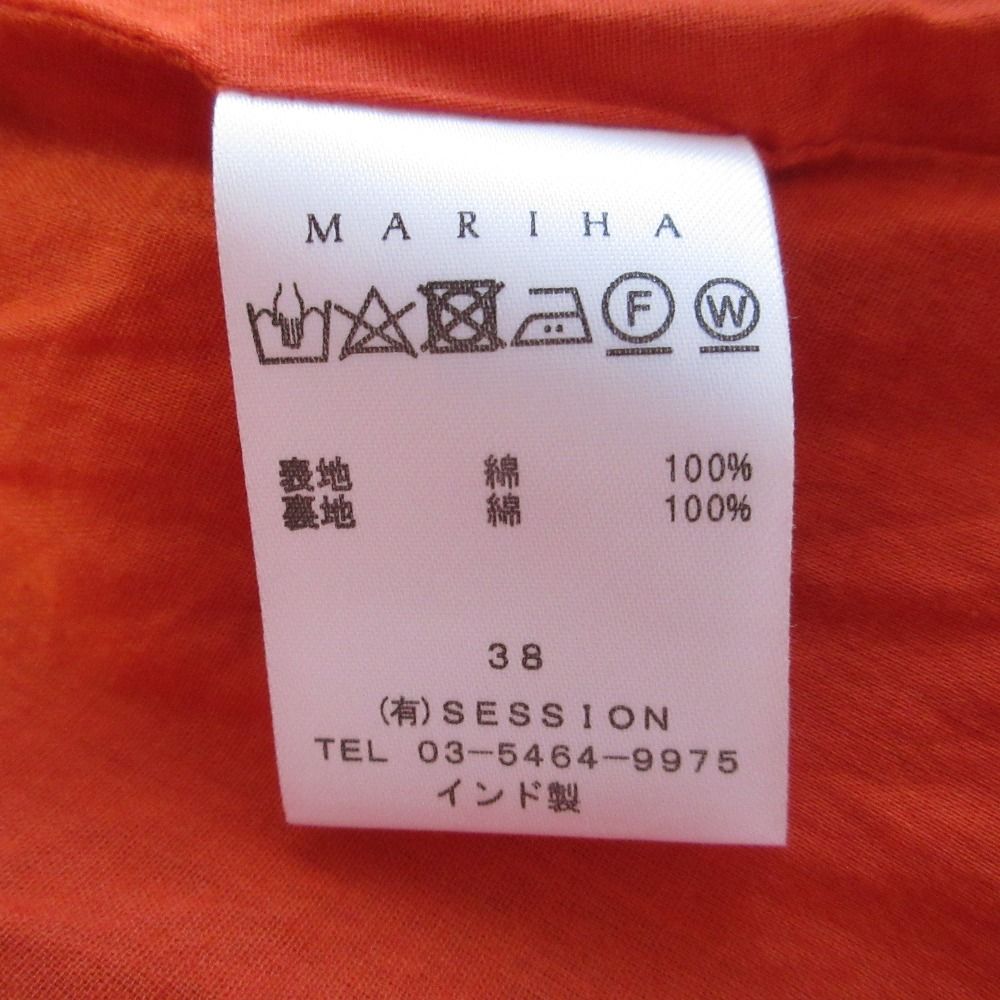 MARIHA
F W
表地 綿 100%
裏地 綿 100%
38
(有)SESSION
TEL 03-5464-9975
インド製